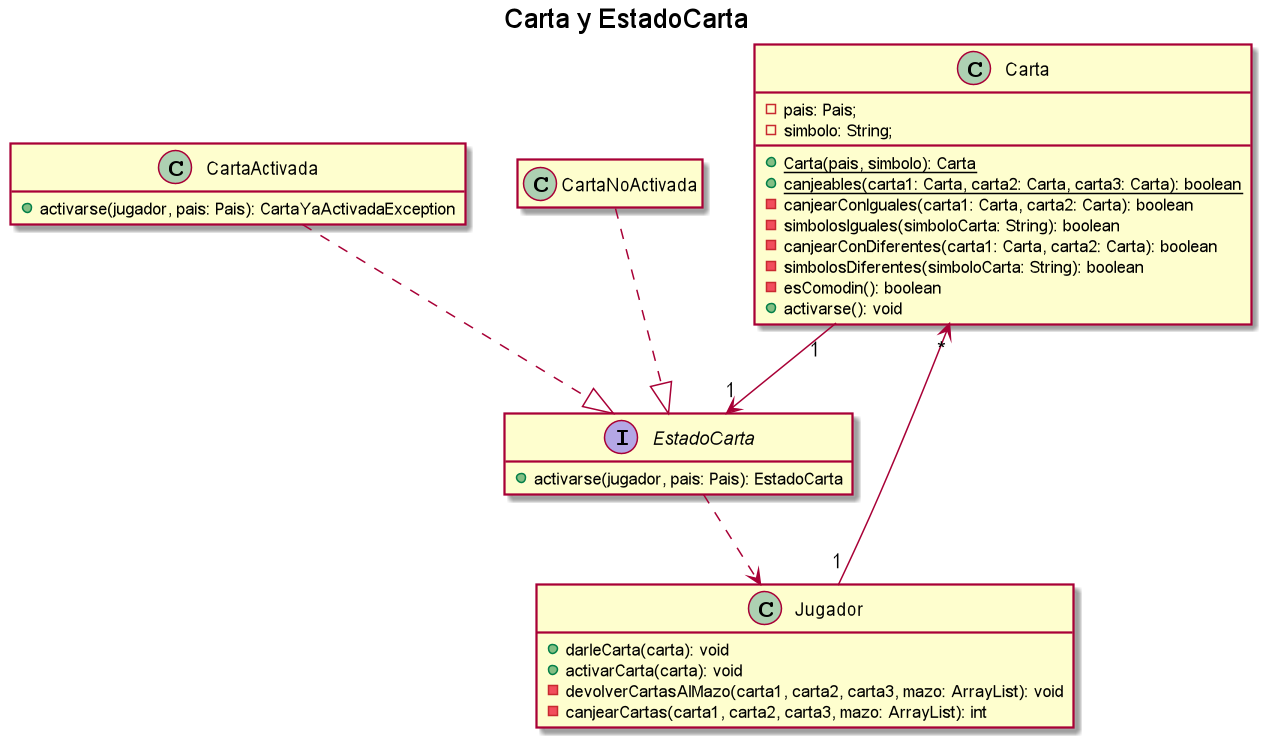 Carta y EstadoCarta
C Carta
pais: Pais;
simbolo: String;
Carta(pais, simbolo): Carta
canjeables(carta1: Carta, carta2: Carta, carta3: Carta): boolean
canjearConIguales(carta1: Carta, carta2: Carta): boolean
simbolosIguales(simboloCarta: String): boolean
canjearConDiferentes(carta1: Carta, carta2: Carta): boolean
simbolosDiferentes(simboloCarta: String): boolean
esComodin(): boolean
activarse(): void
C CartaActivada
activarse(jugador, pais: Pais): CartaYaActivadaException
C CartaNoActivada
1
*
1
I EstadoCarta
activarse(jugador, pais: Pais): EstadoCarta
1
C Jugador
darleCarta(carta): void
activarCarta(carta): void
devolverCartasAlMazo(carta1, carta2, carta3, mazo: ArrayList): void
canjearCartas(carta1, carta2, carta3, mazo: ArrayList): int